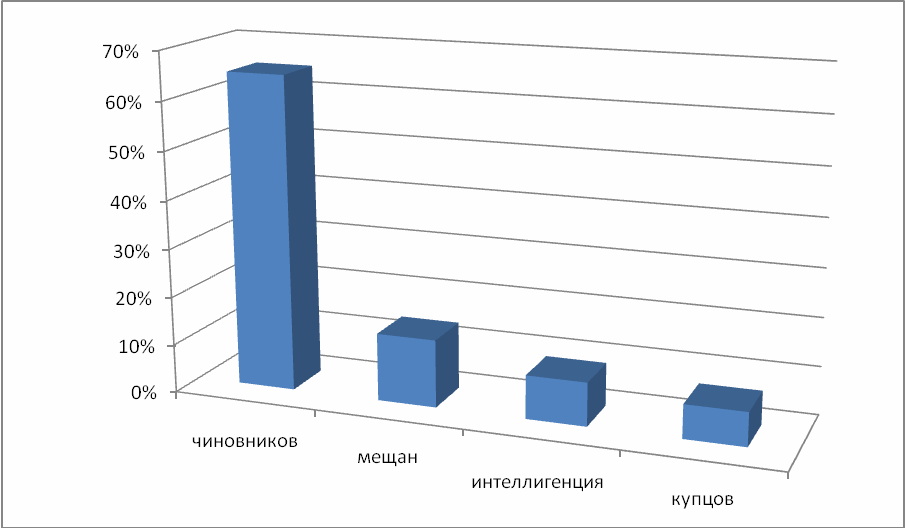 70%
60%
50%
40%
30%
20%
10%
0%
чиновников
мещан
интеллигенция
купцов